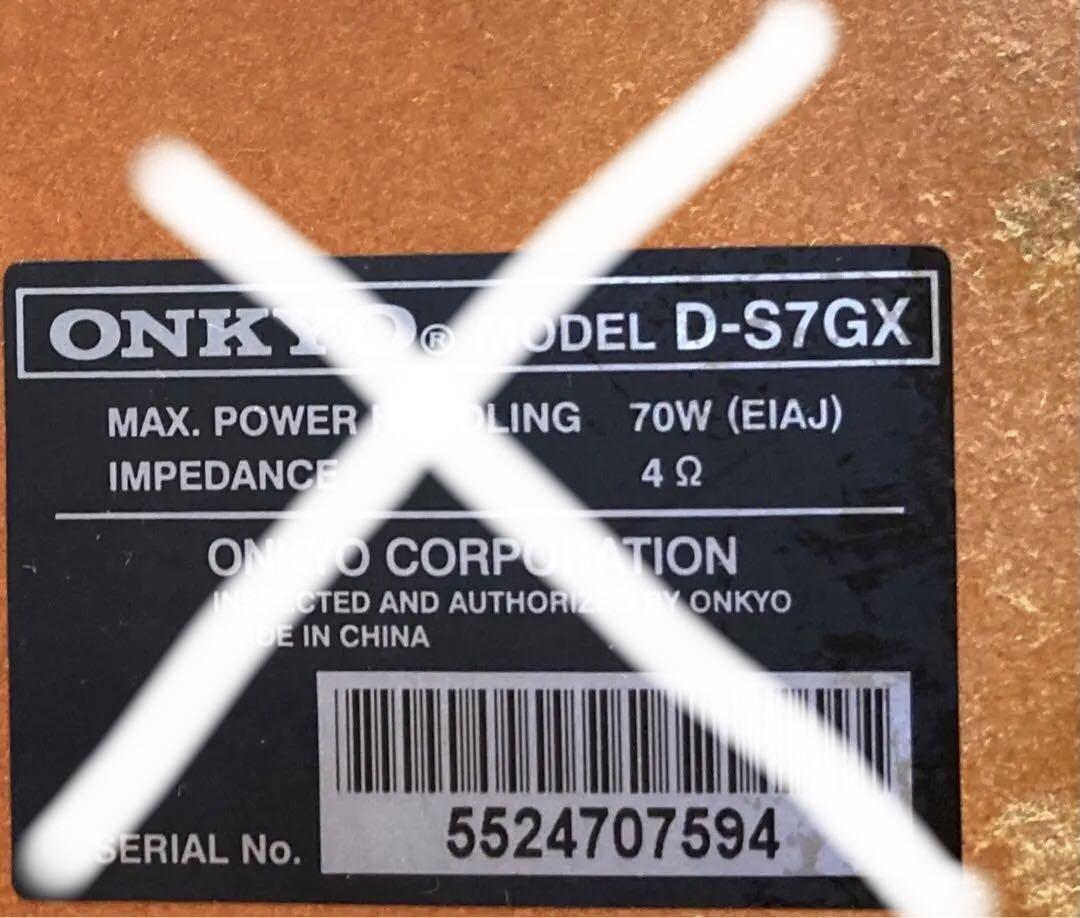 ONKYO® MODEL D-S7GX
MAX. POWER HANDLING 70W (EIAJ)
IMPEDANCE 4 Ω
ONKYO CORPORATION
INSPECTED AND AUTHORIZED BY ONKYO
MADE IN CHINA
SERIAL No. 5524707594